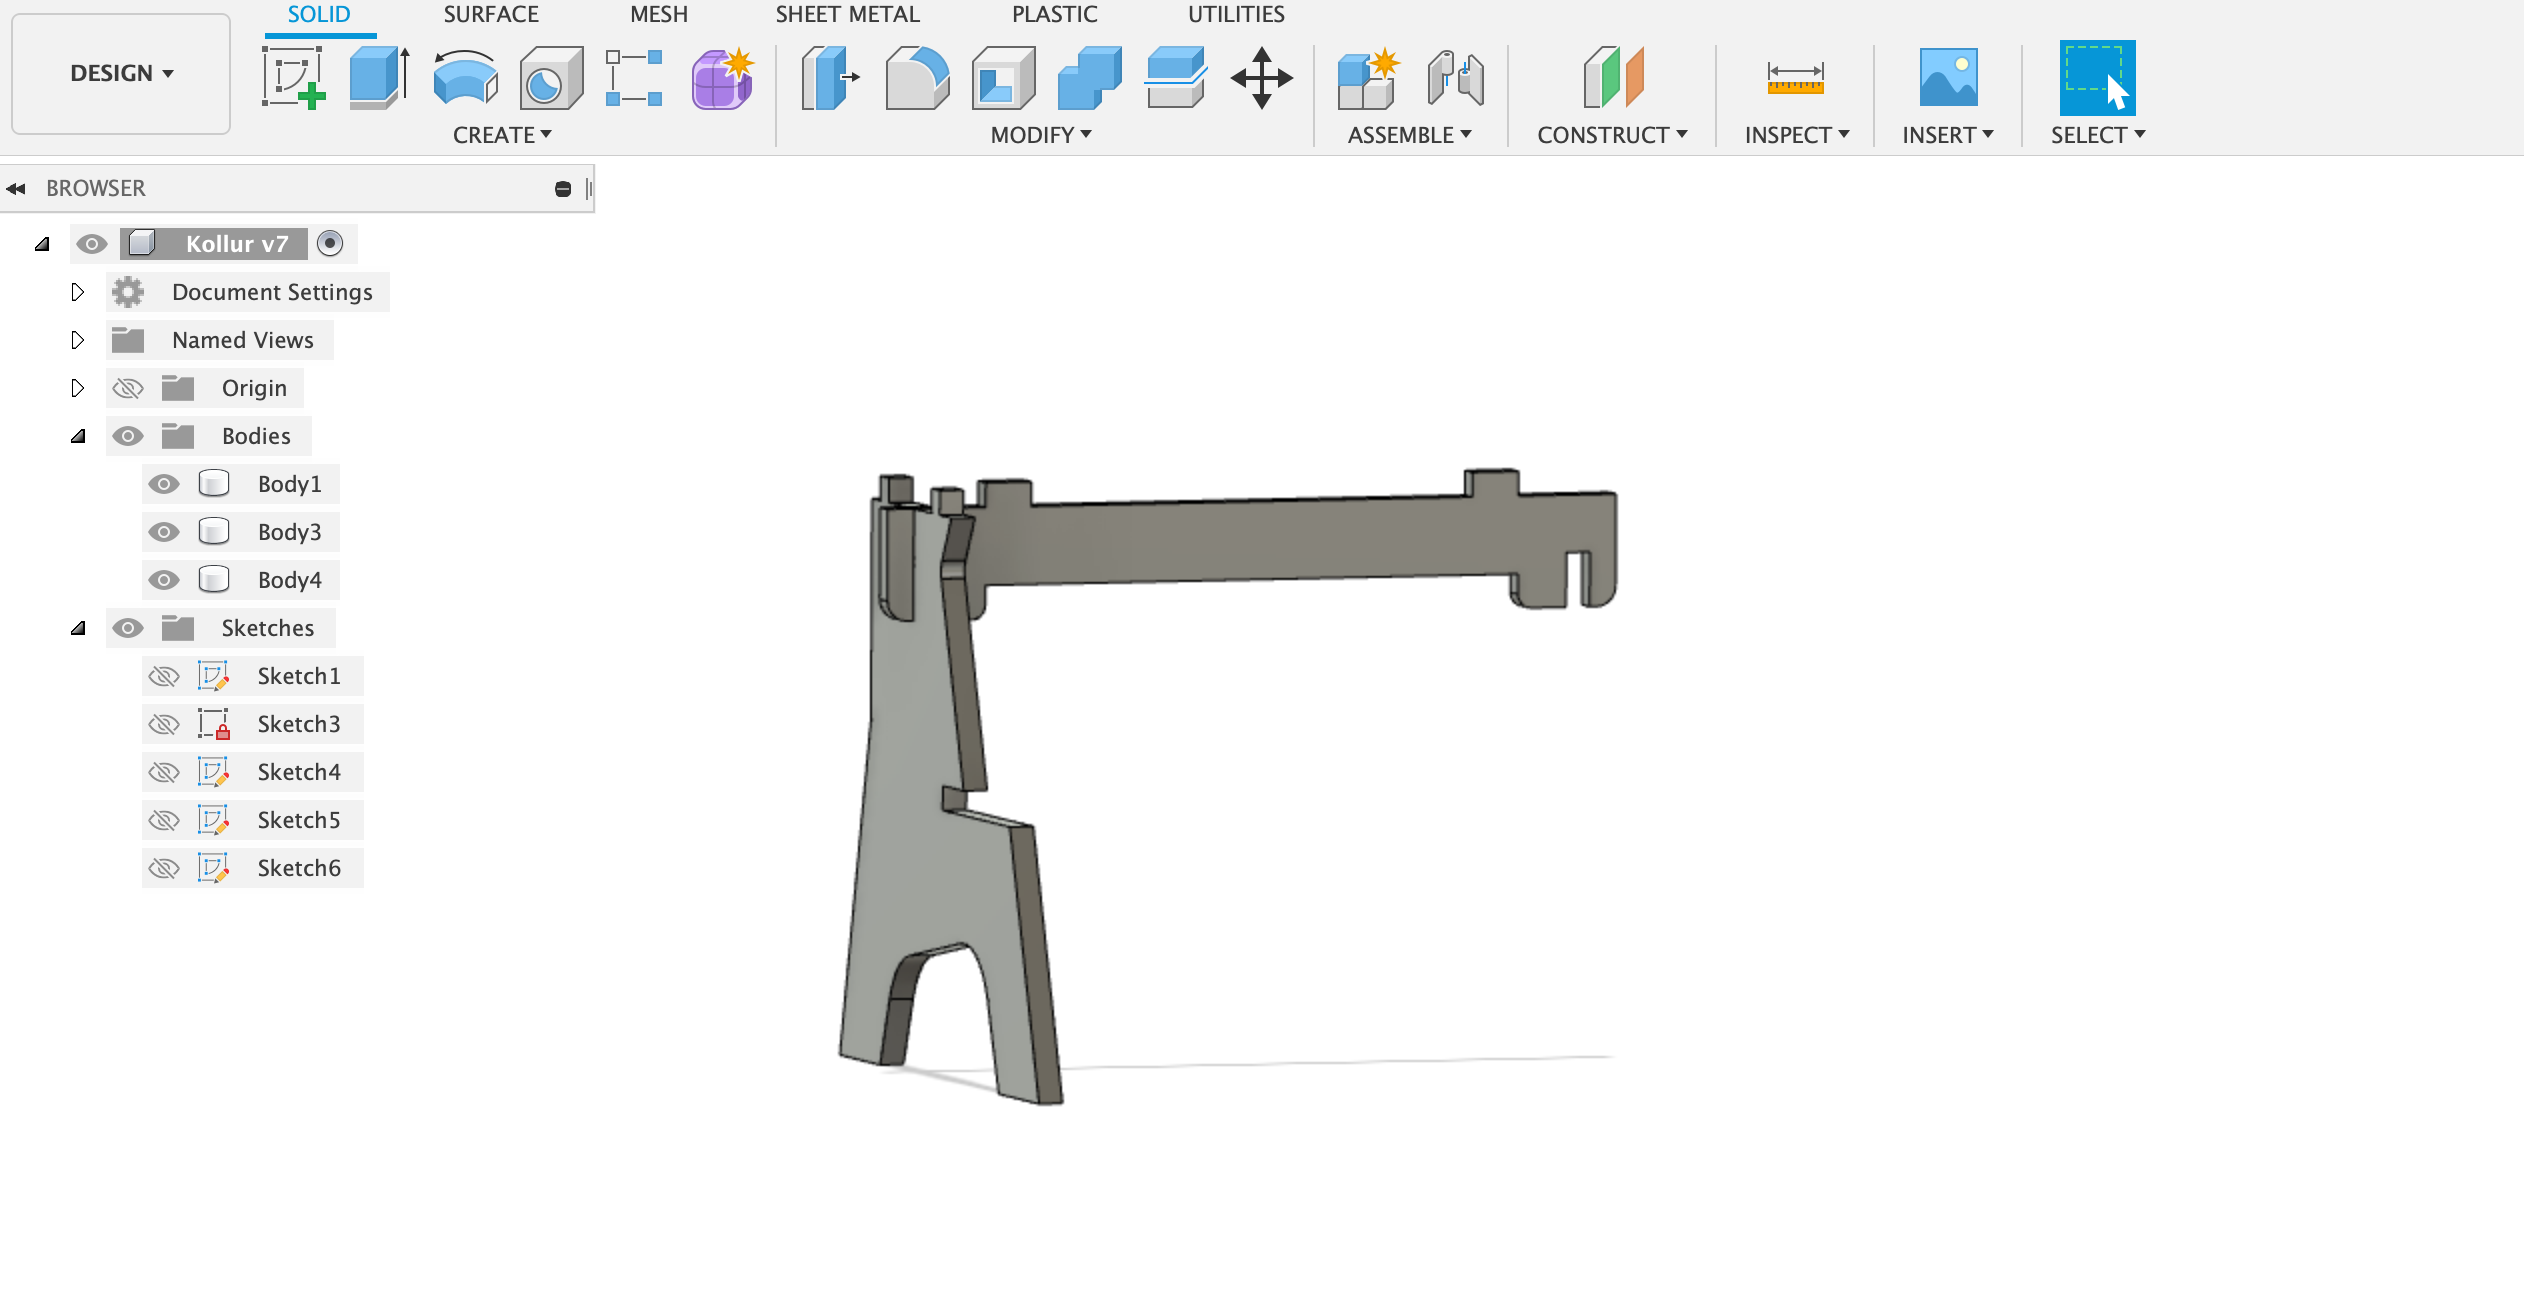 SOLID SURFACE MESH SHEET METAL PLASTIC UTILITIES
DESIGN
CREATE MODIFY ASSEMBLE CONSTRUCT INSPECT INSERT SELECT
BROWSER
Kollur v7
Document Settings
Named Views
Origin
Bodies
Body1
Body3
Body4
Sketches
Sketch1
Sketch3
Sketch4
Sketch5
Sketch6